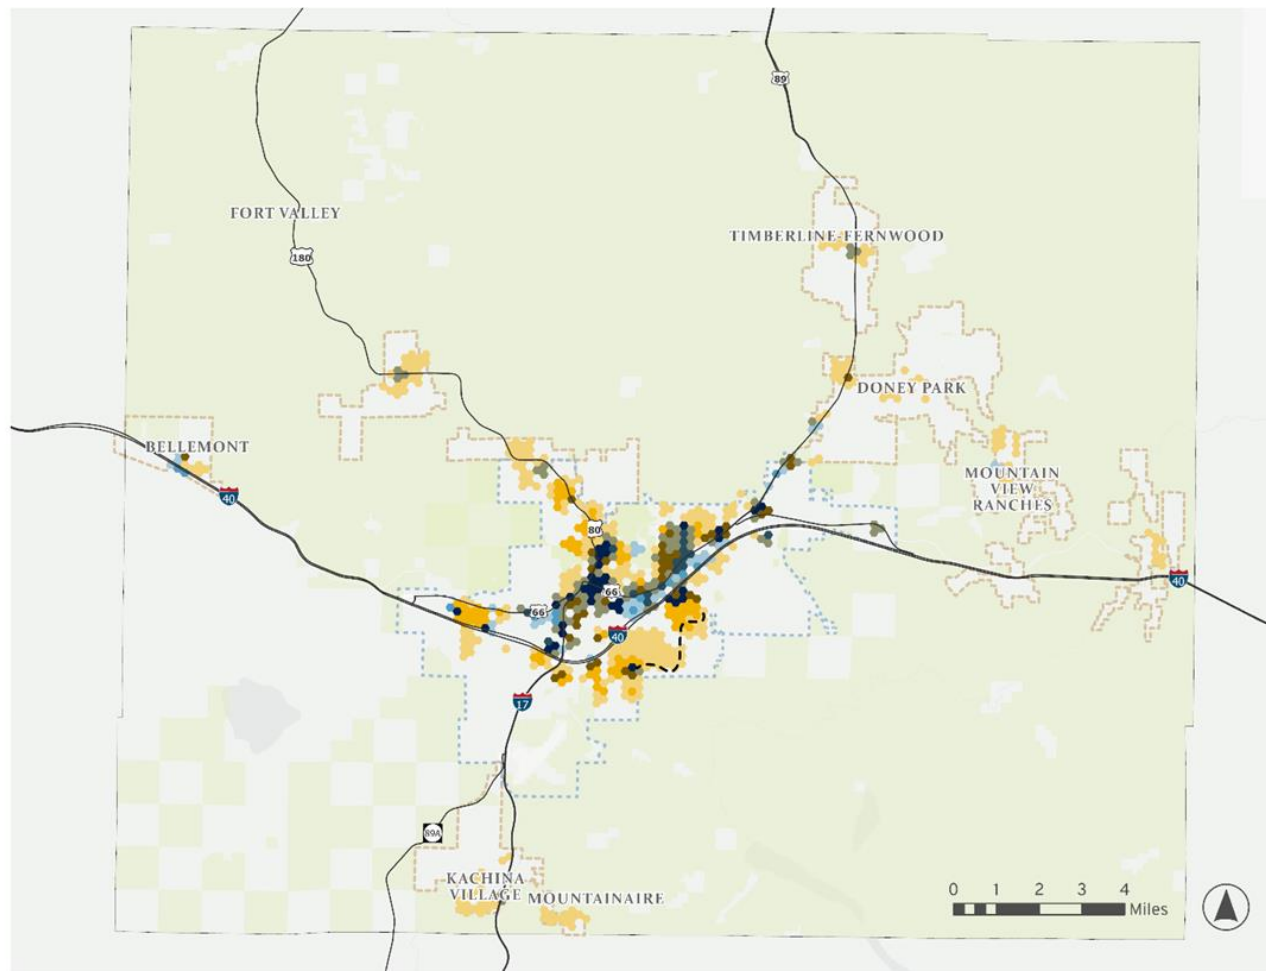 89
FORT VALLEY
TIMBERLINE-FERNWOOD
180
DONEY PARK
BELLEMONT
MOUNTAIN
VIEW
RANCHES
40
80
66
66
40
40
17
89A
KACHINA
VILLAGE
MOUNTAINAIRE
0 1 2 3 4
Miles